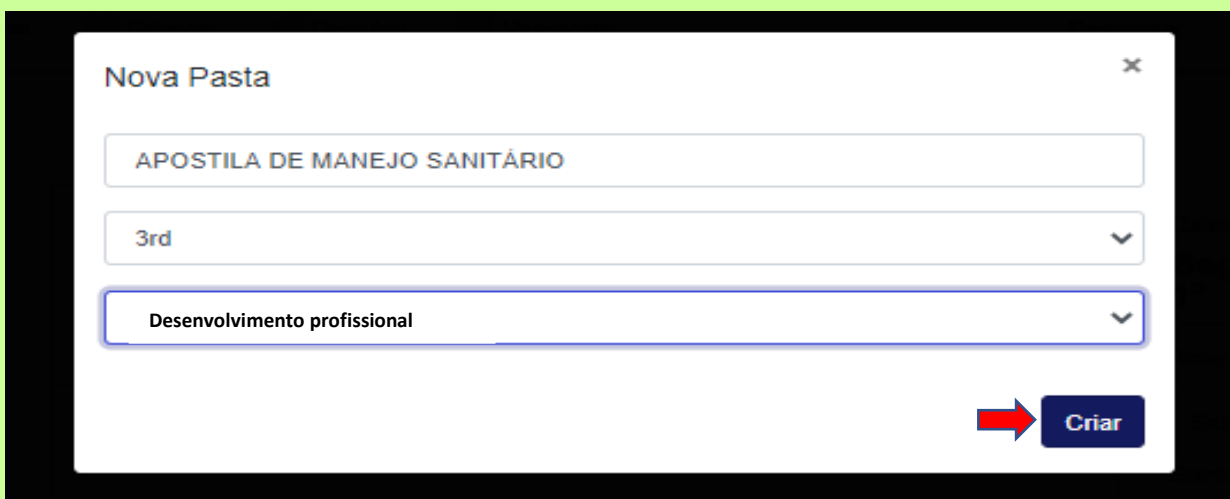 Nova Pasta
APOSTILA DE MANEJO SANITÁRIO
3rd
Desenvolvimento profissional
Criar